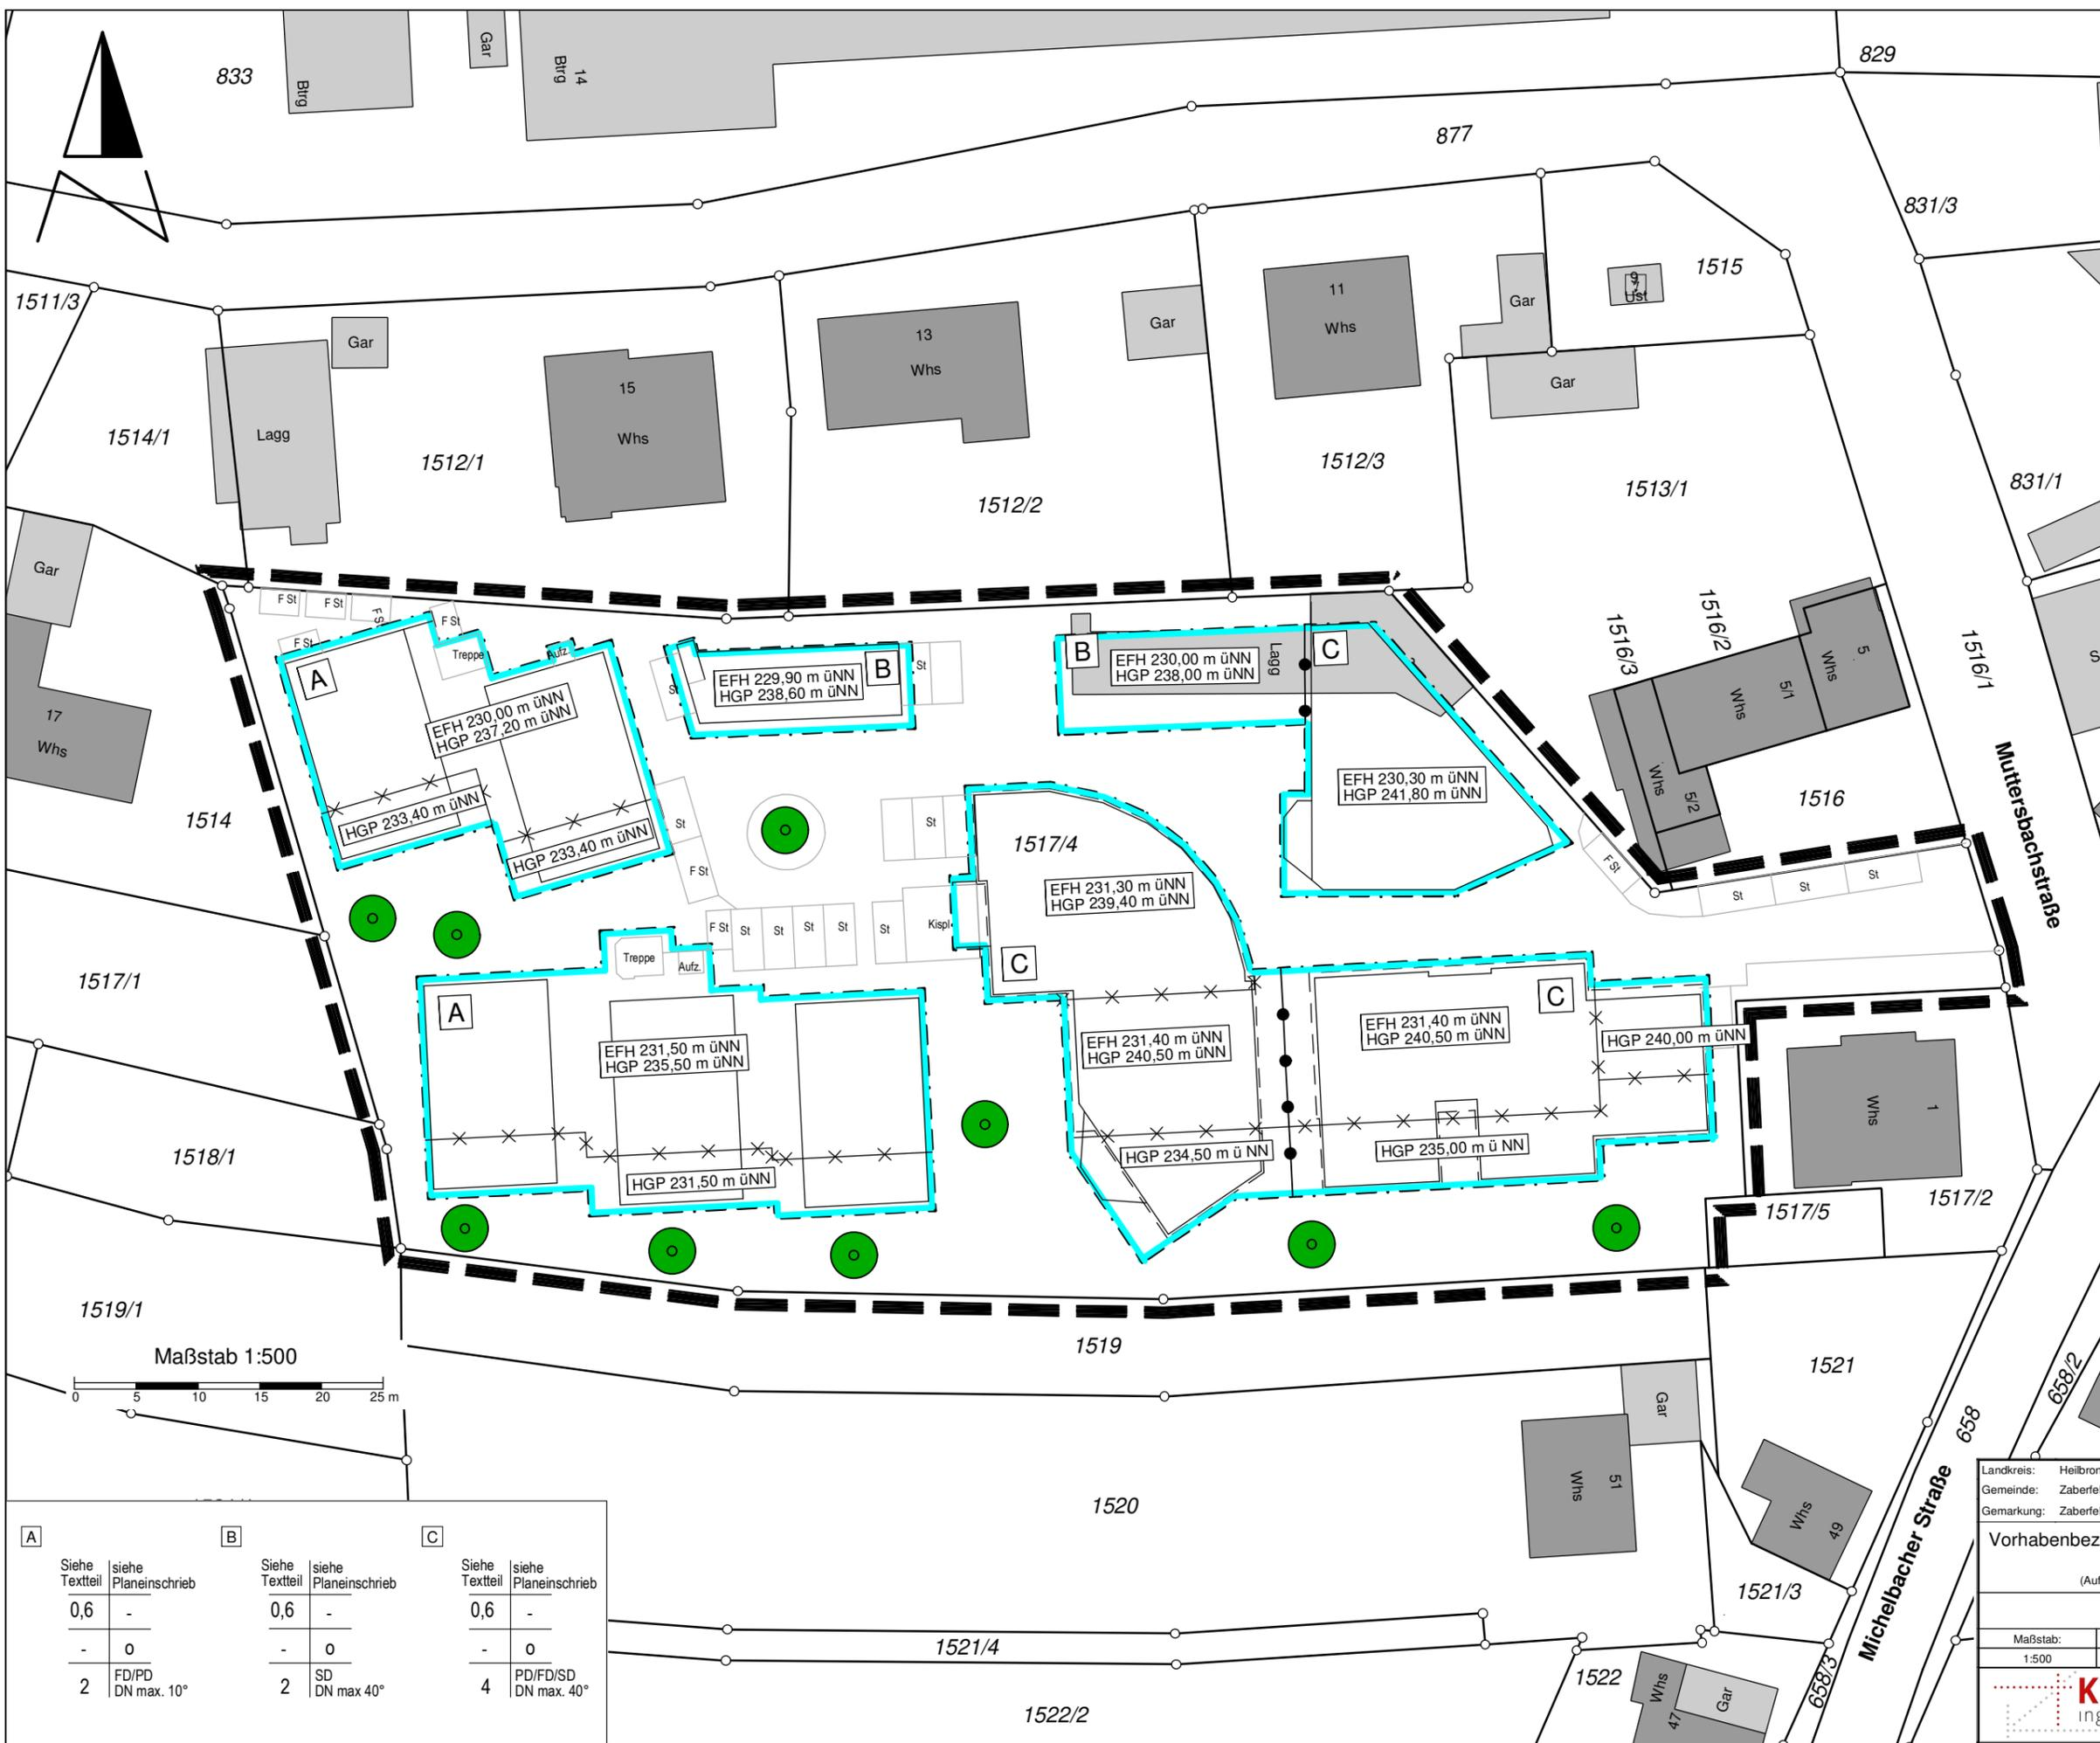 833
Btrg
Gar
Btrg
14
829
877
831/3
1511/3
Gar
15
Whs
13
Whs
Gar
11
Whs
Gar
Ust
1515
Gar
1514/1
Lagg
1512/1
1512/2
1512/3
1513/1
831/1
Gar
17
Whs
F St
F St
F St
F St
Treppe
Aufz.
A
EFH 230,00 m üNN
HGP 237,20 m üNN
HGP 233,40 m üNN
HGP 233,40 m üNN
St
EFH 229,90 m üNN
HGP 238,60 m üNN
B
St
B
EFH 230,00 m üNN
HGP 238,00 m üNN
Lagg
C
EFH 230,30 m üNN
HGP 241,80 m üNN
1516/3
1516/2
1516/1
5
Whs
5/1
Whs
5/2
Whs
1516
Muttersbachstraße
1514
St
F St
St
1517/4
EFH 231,30 m üNN
HGP 239,40 m üNN
C
F St
St
St
St
F St
St
St
St
St
St
Kispl
1517/1
Treppe
Aufz.
A
EFH 231,50 m üNN
HGP 235,50 m üNN
HGP 231,50 m üNN
EFH 231,40 m üNN
HGP 240,50 m üNN
HGP 234,50 m ü NN
C
EFH 231,40 m üNN
HGP 240,50 m üNN
HGP 240,00 m üNN
HGP 235,00 m ü NN
Whs
1
1518/1
1517/5
1517/2
1519/1
1519
Maßstab 1:500
0 5 10 15 20 25 m
1521
658/2
658
Gar
51
Whs
Whs
49
1520
Michelbacher Straße
1521/3
1521/4
1522
658/3
Whs
47
Gar
1522/2
A
Siehe Textteil
siehe Planeinschrieb
0,6 -
- o
2 FD/PD
DN max. 10°
B
Siehe Textteil
siehe Planeinschrieb
0,6 -
- o
2 SD
DN max 40°
C
Siehe Textteil
siehe Planeinschrieb
0,6 -
- o
4 PD/FD/SD
DN max. 40°
Landkreis: Heilbron
Gemeinde: Zaberfe
Gemarkung: Zaberfe
Vorhabenbez
(Auf
Maßstab:
1:500
K
ing